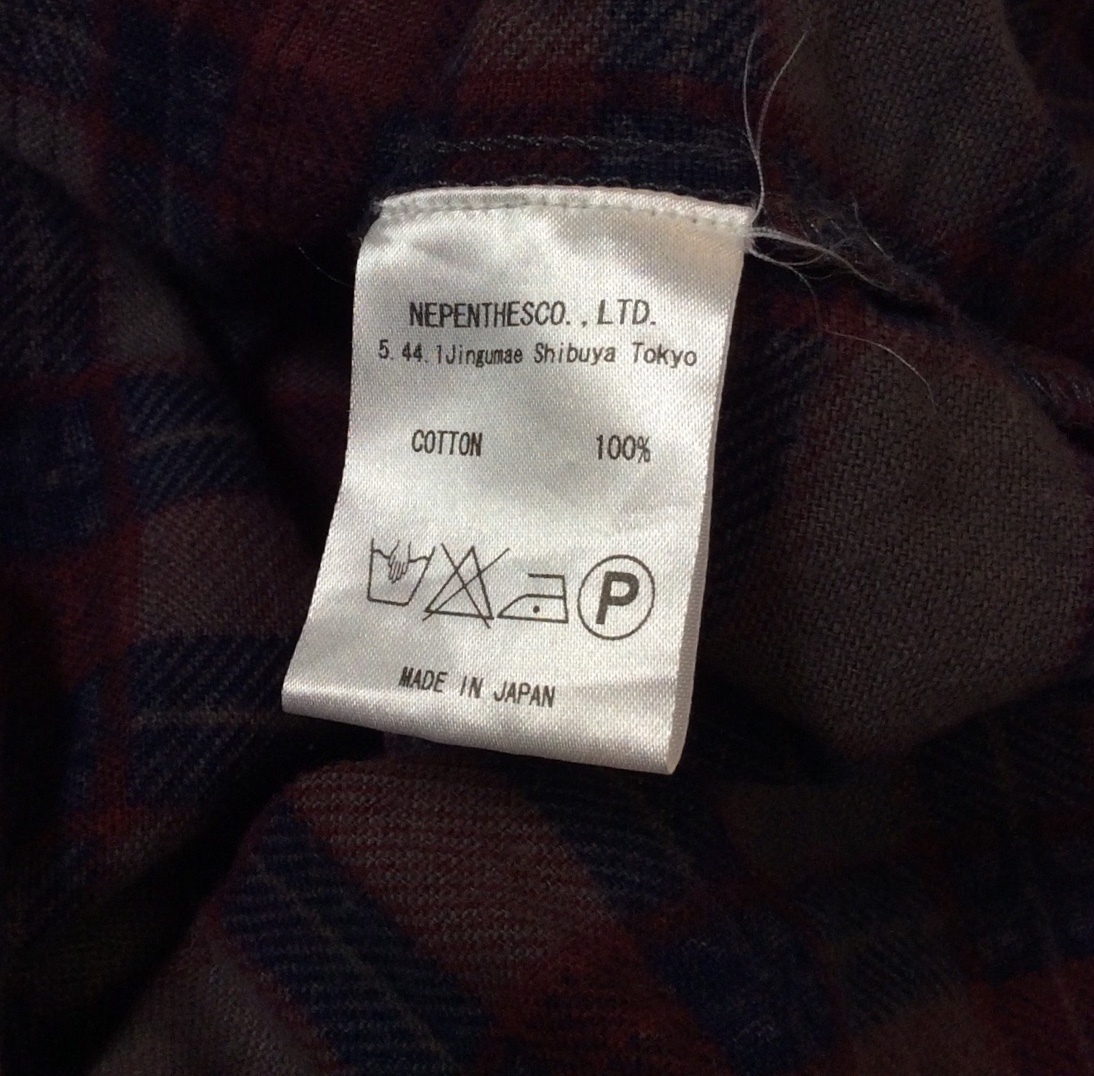 NEPENTHESCO., LTD.
5.44.1Jingumae Shibuya Tokyo
COTTON 100%
P
MADE IN JAPAN